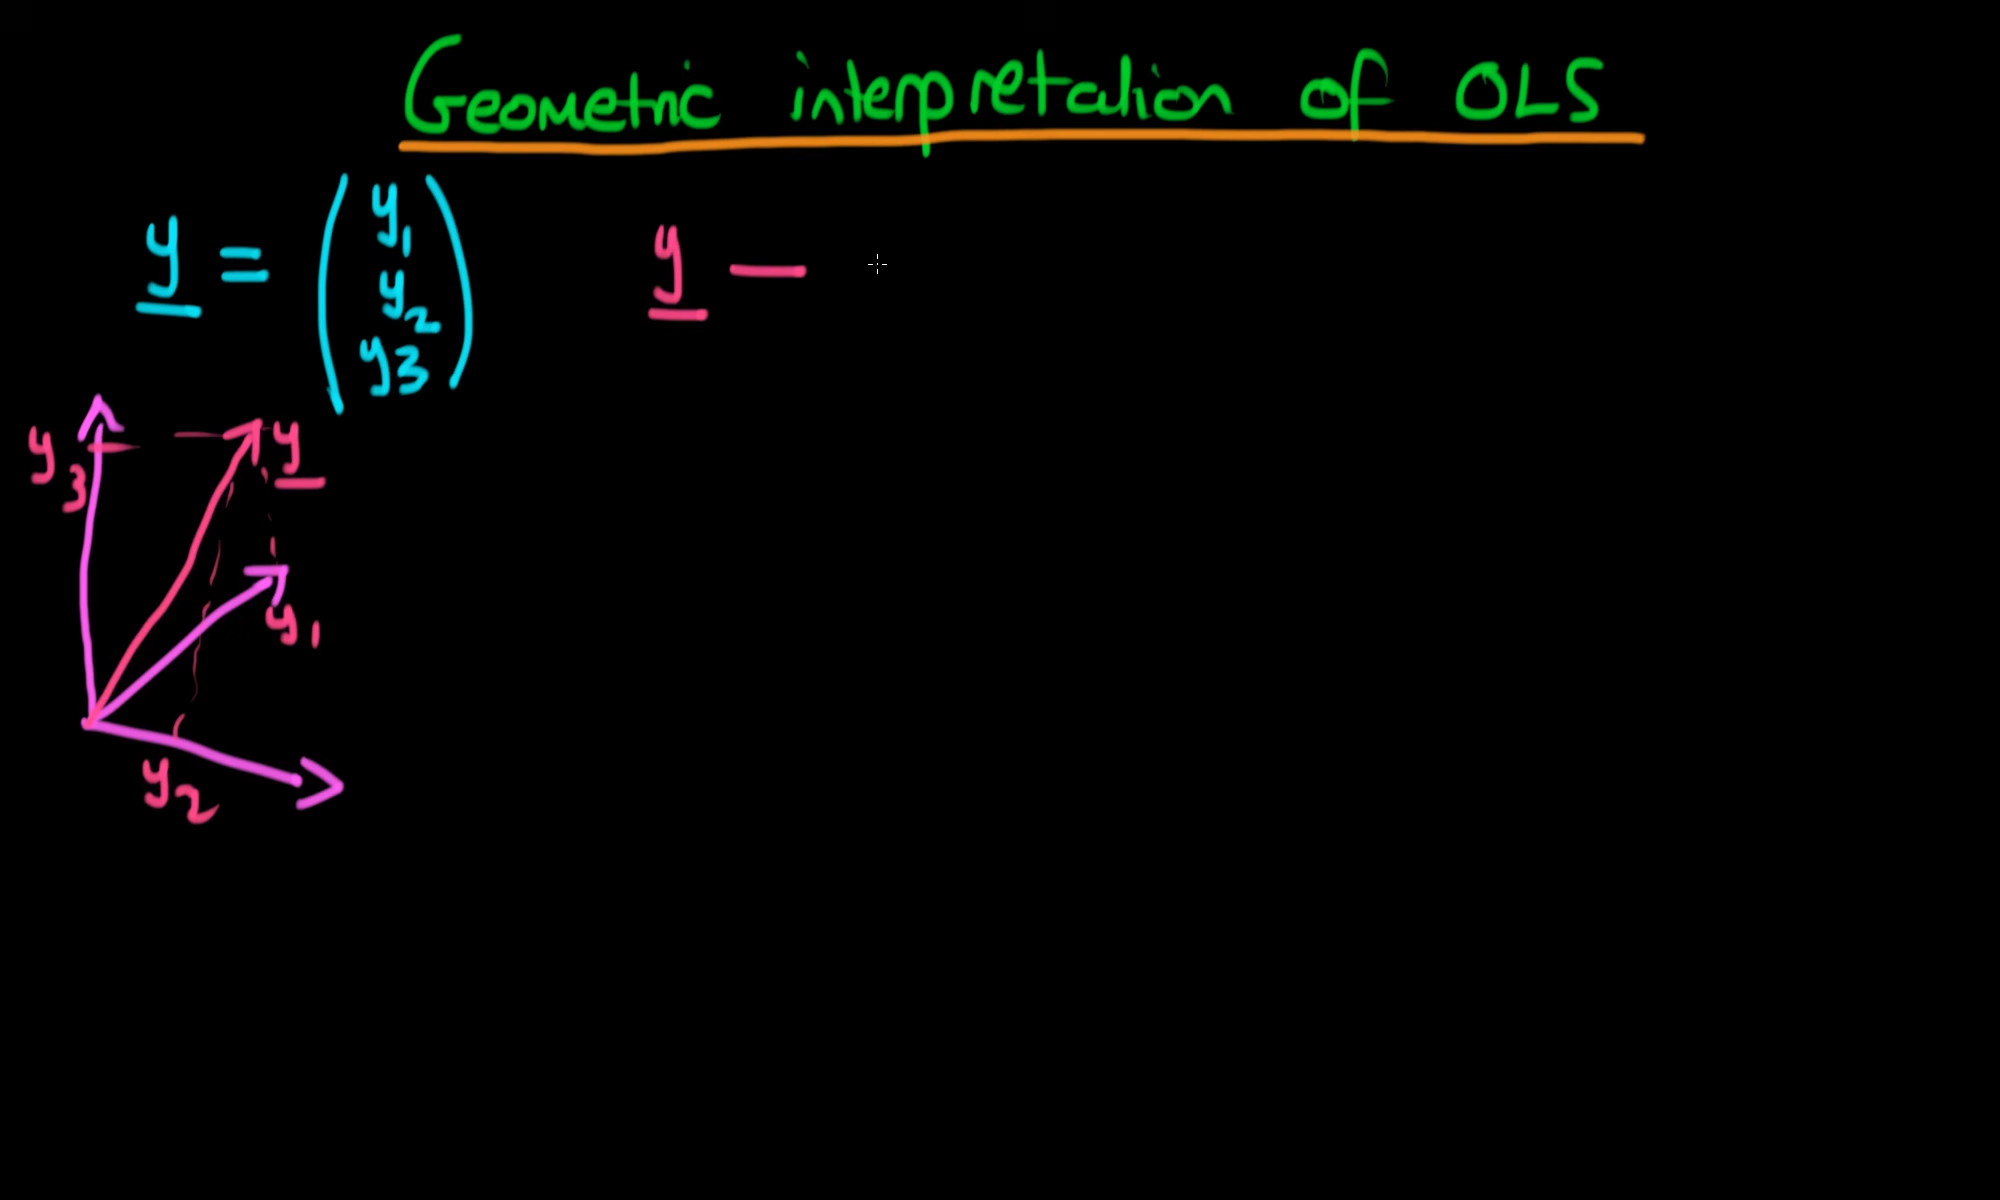 Geometric interpretation of OLS
y = (y1 y2 y3)
y —
y3
y
y1
y2